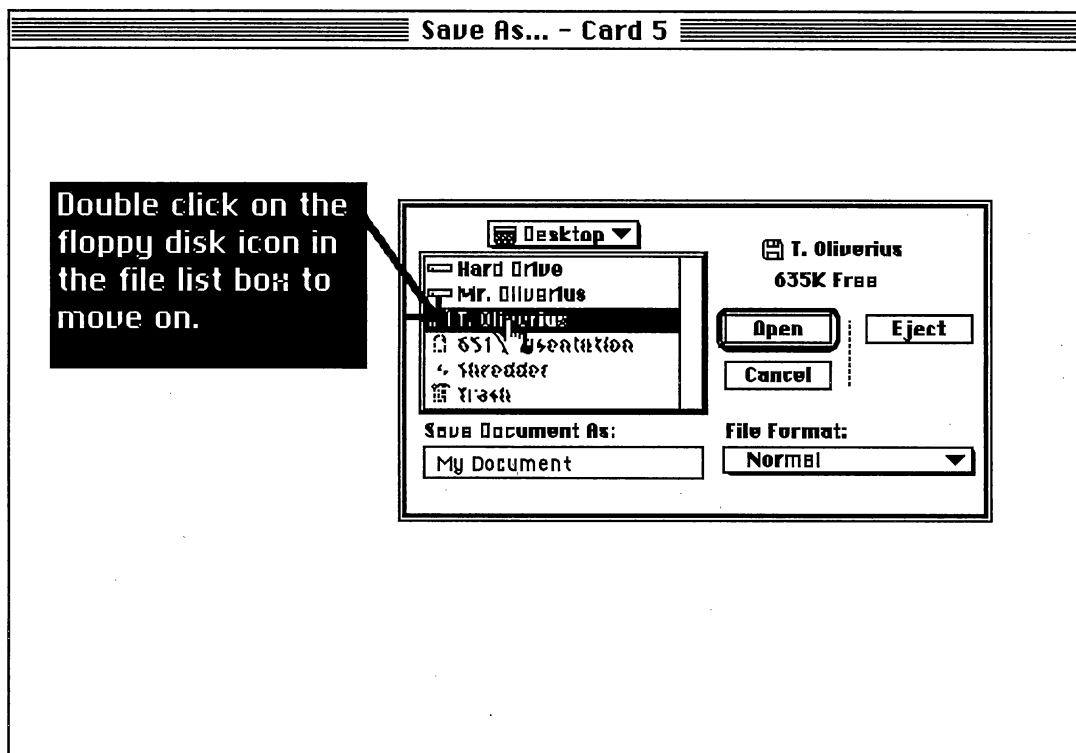 Save As... - Card 5
Double click on the
floppy disk icon in
the file list box to
move on.
Desktop
Hard Drive
Mr. Oliverius
T. Oliverius
651
Shredder
Trash
T. Oliverius
635K Free
Open
Eject
Cancel
Save Document As:
My Document
File Format:
Normal